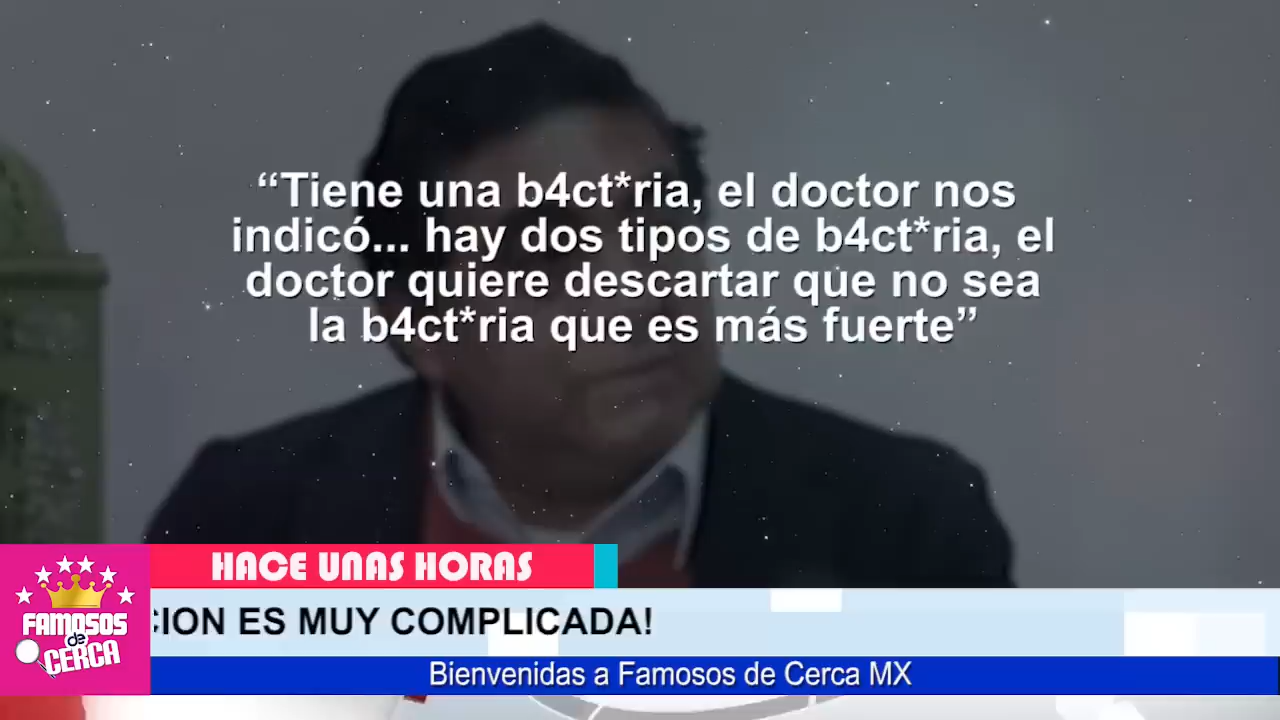 “Tiene una b4ct*ria, el doctor nos
indicó... hay dos tipos de b4ct*ria, el
doctor quiere descartar que no sea
la b4ct*ria que es más fuerte”
HACE UNAS HORAS
CION ES MUY COMPLICADA!
FAMOSOS
de
CERCA
Bienvenidas a Famosos de Cerca MX